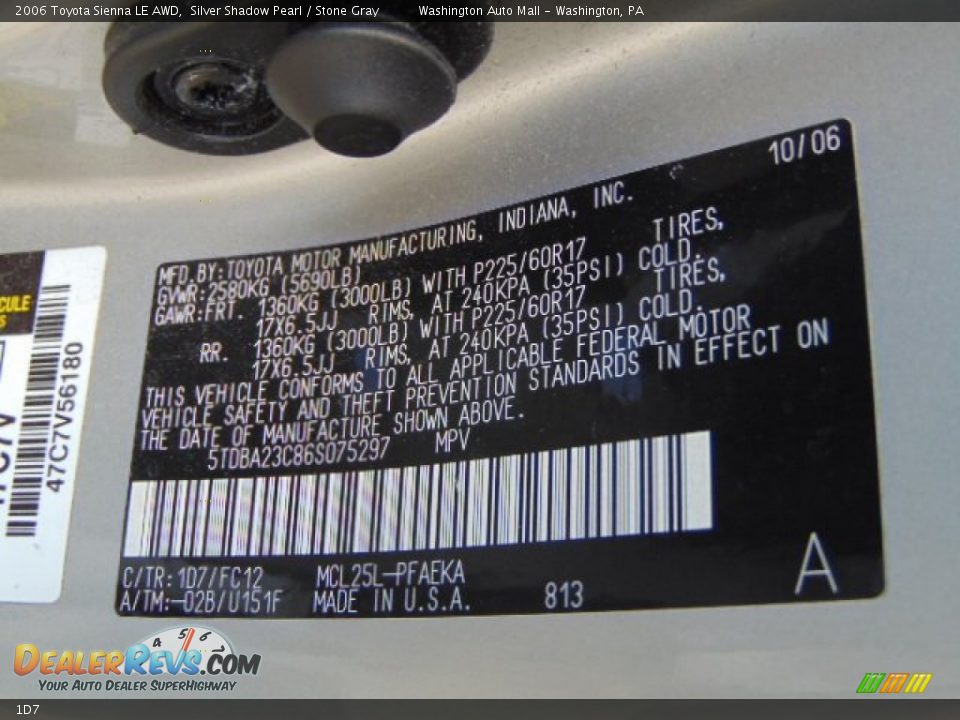 2006 Toyota Sienna LE AWD, Silver Shadow Pearl / Stone Gray Washington Auto Mall - Washington, PA
10/06
MFD. BY: TOYOTA MOTOR MANUFACTURING, INDIANA, INC.
GVWR: 2580KG (5690LB)
GAWR: FRT. 1360KG (3000LB) WITH P225/60R17 TIRES,
17X6.5JJ RIMS, AT 240KPA (35PSI) COLD.
RR. 1360KG (3000LB) WITH P225/60R17 TIRES,
17X6.5JJ RIMS, AT 240KPA (35PSI) COLD.
THIS VEHICLE CONFORMS TO ALL APPLICABLE FEDERAL MOTOR
VEHICLE SAFETY AND THEFT PREVENTION STANDARDS IN EFFECT ON
THE DATE OF MANUFACTURE SHOWN ABOVE.
5TDBA23C86S075297 MPV
C/TR: 1D7/FC12 MCL25L-PFAEKA
A/TM:-02B/U151F MADE IN U.S.A. 813
A
47C7V56180
4 5 6
DEALERREVS.COM
YOUR AUTO DEALER SUPERHIGHWAY
1D7